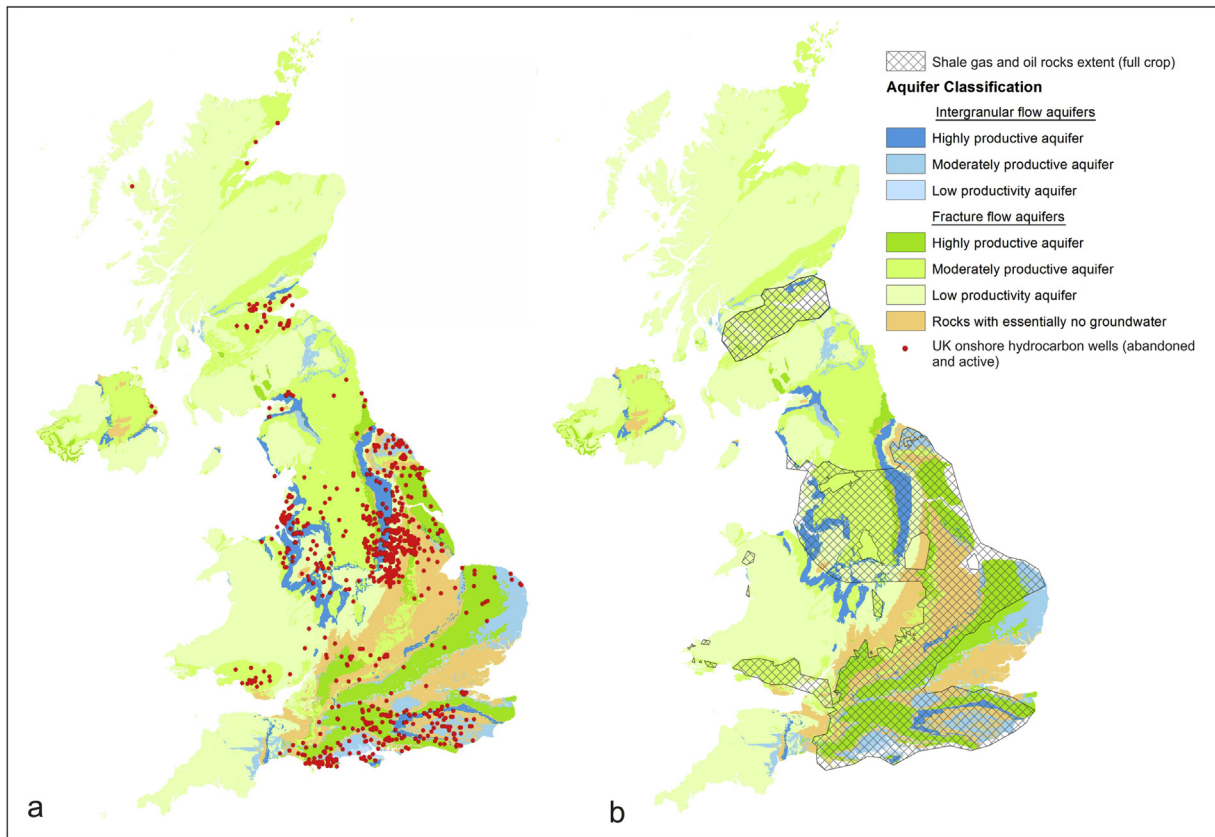 Shale gas and oil rocks extent (full crop)
Aquifer Classification
Intergranular flow aquifers
Highly productive aquifer
Moderately productive aquifer
Low productivity aquifer
Fracture flow aquifers
Highly productive aquifer
Moderately productive aquifer
Low productivity aquifer
Rocks with essentially no groundwater
UK onshore hydrocarbon wells (abandoned
and active)
a
b